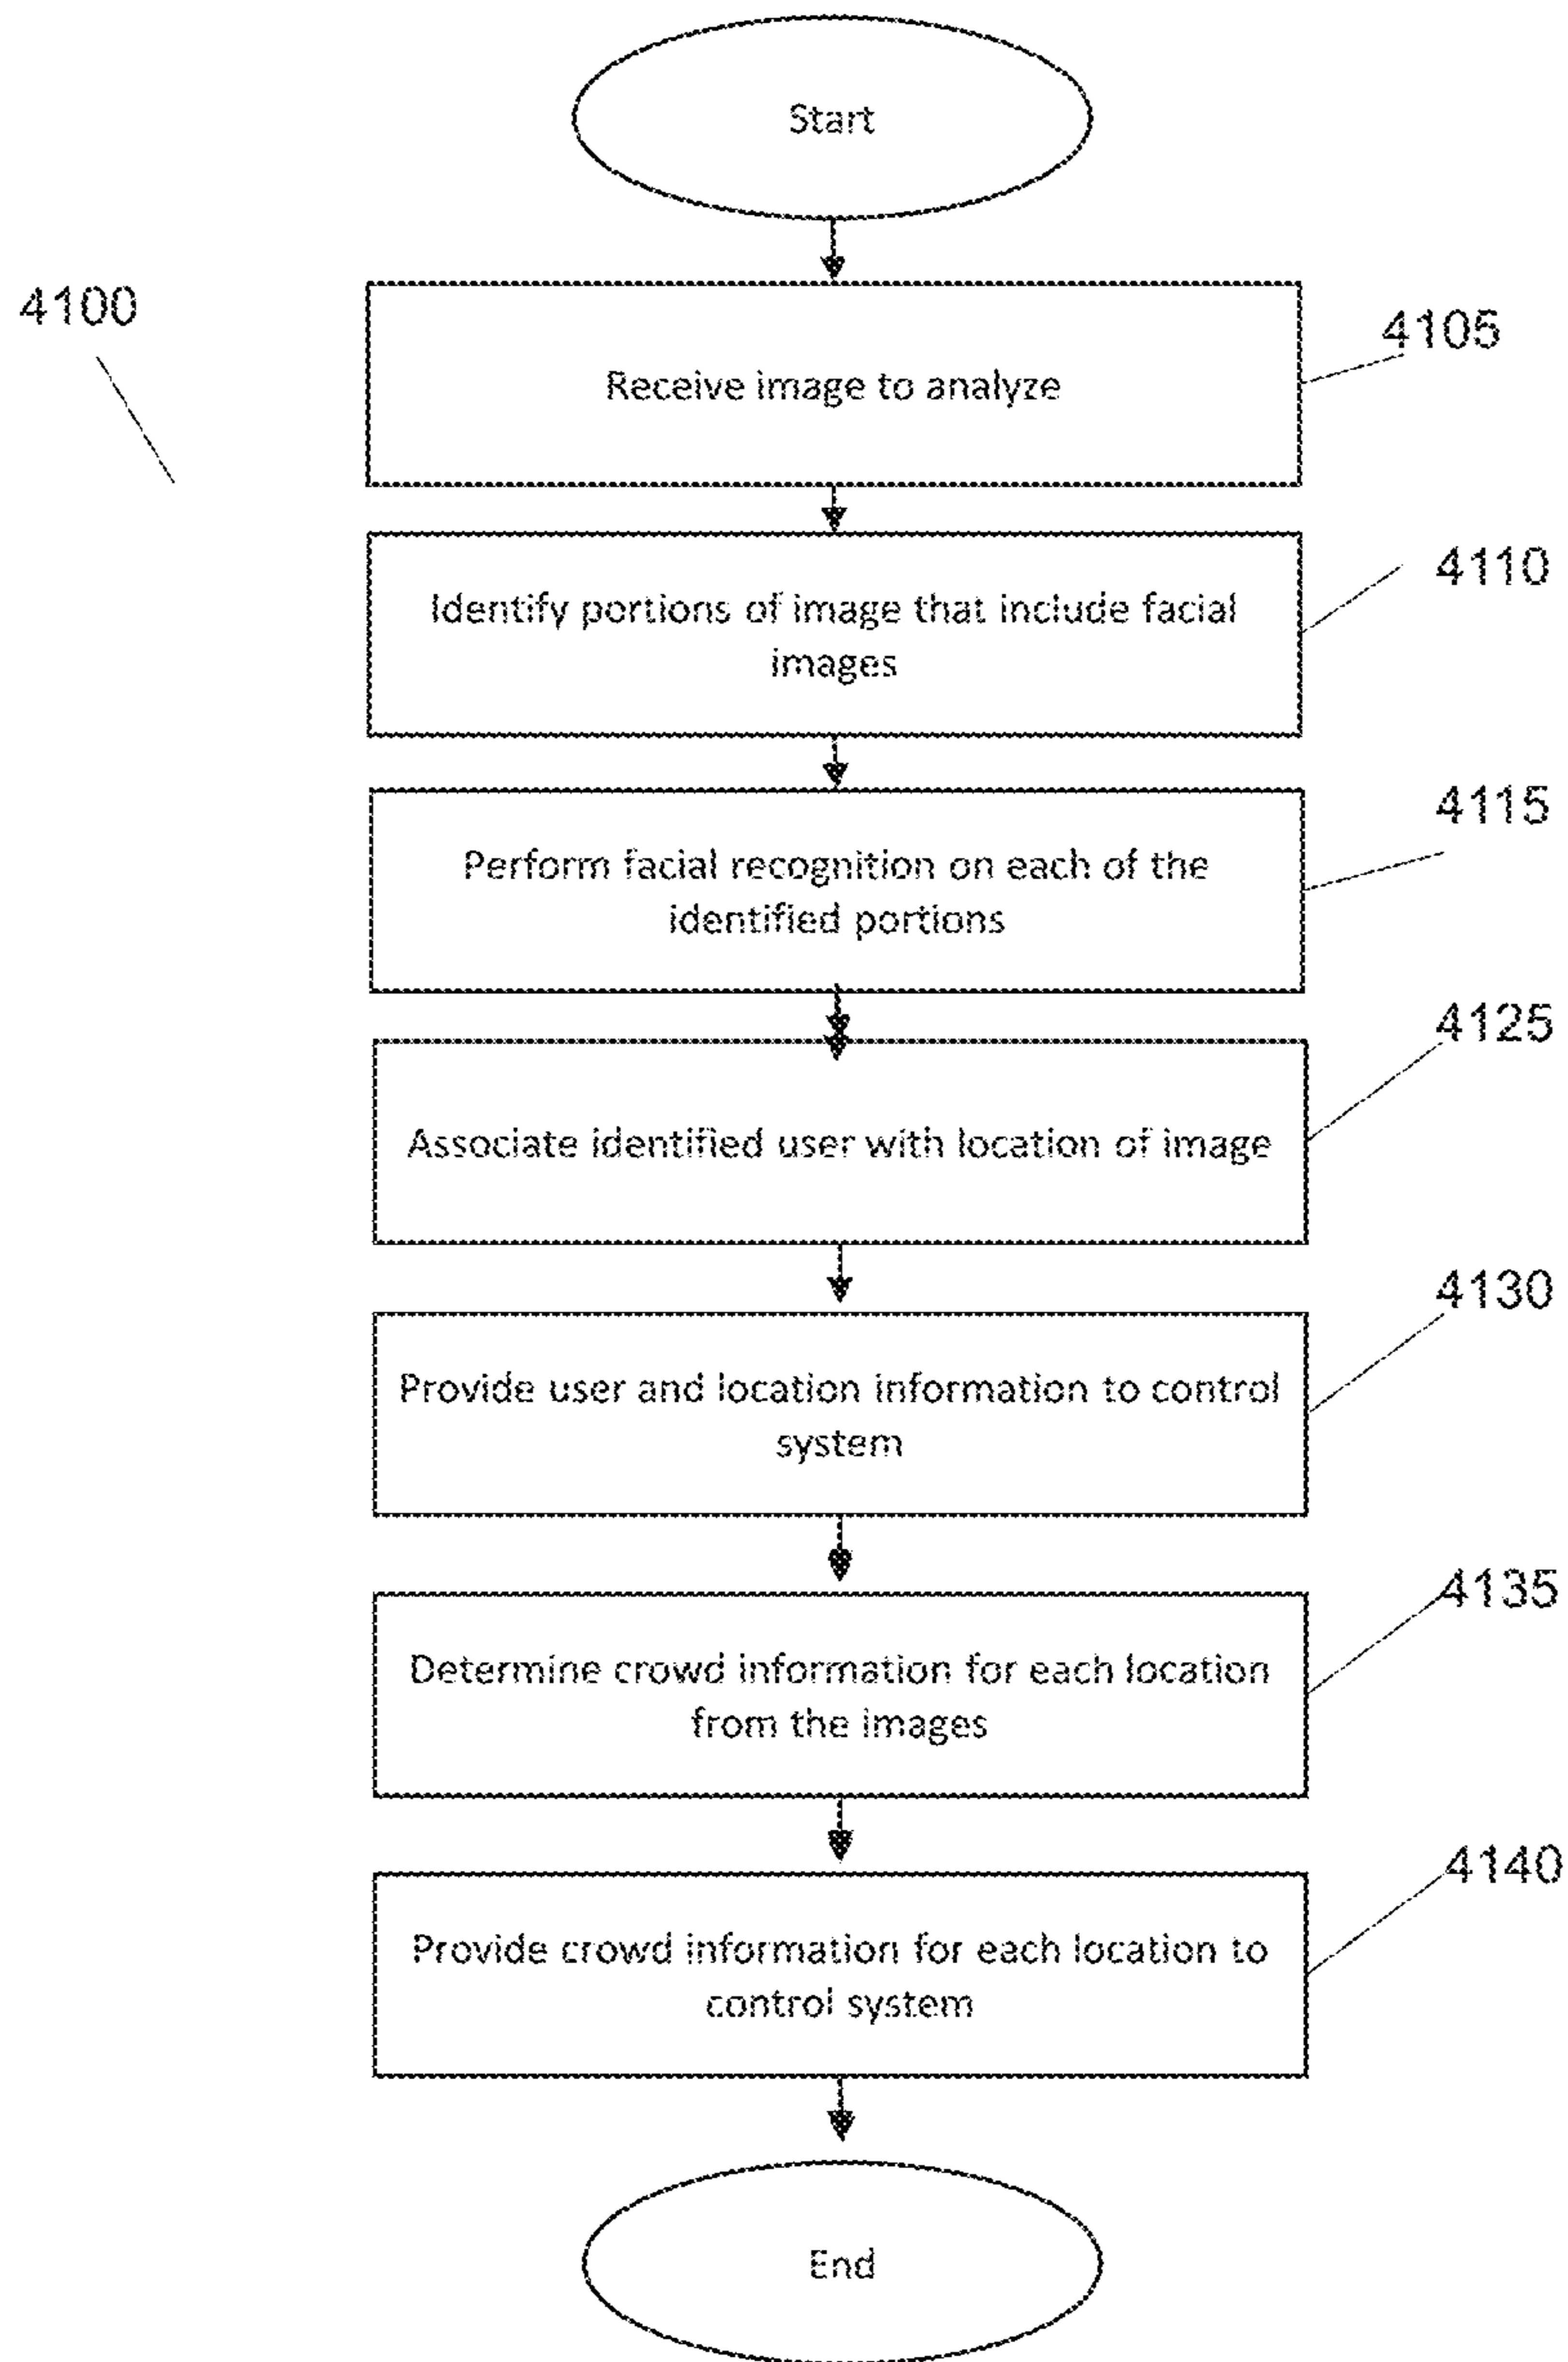 Start
4100
4105
Receive image to analyze
4110
Identify portions of image that include facial
images
4115
Perform facial recognition on each of the
identified portions
4125
Associate identified user with location of image
4130
Provide user and location information to control
system
4135
Determine crowd information for each location
from the images
4140
Provide crowd information for each location to
control system
End